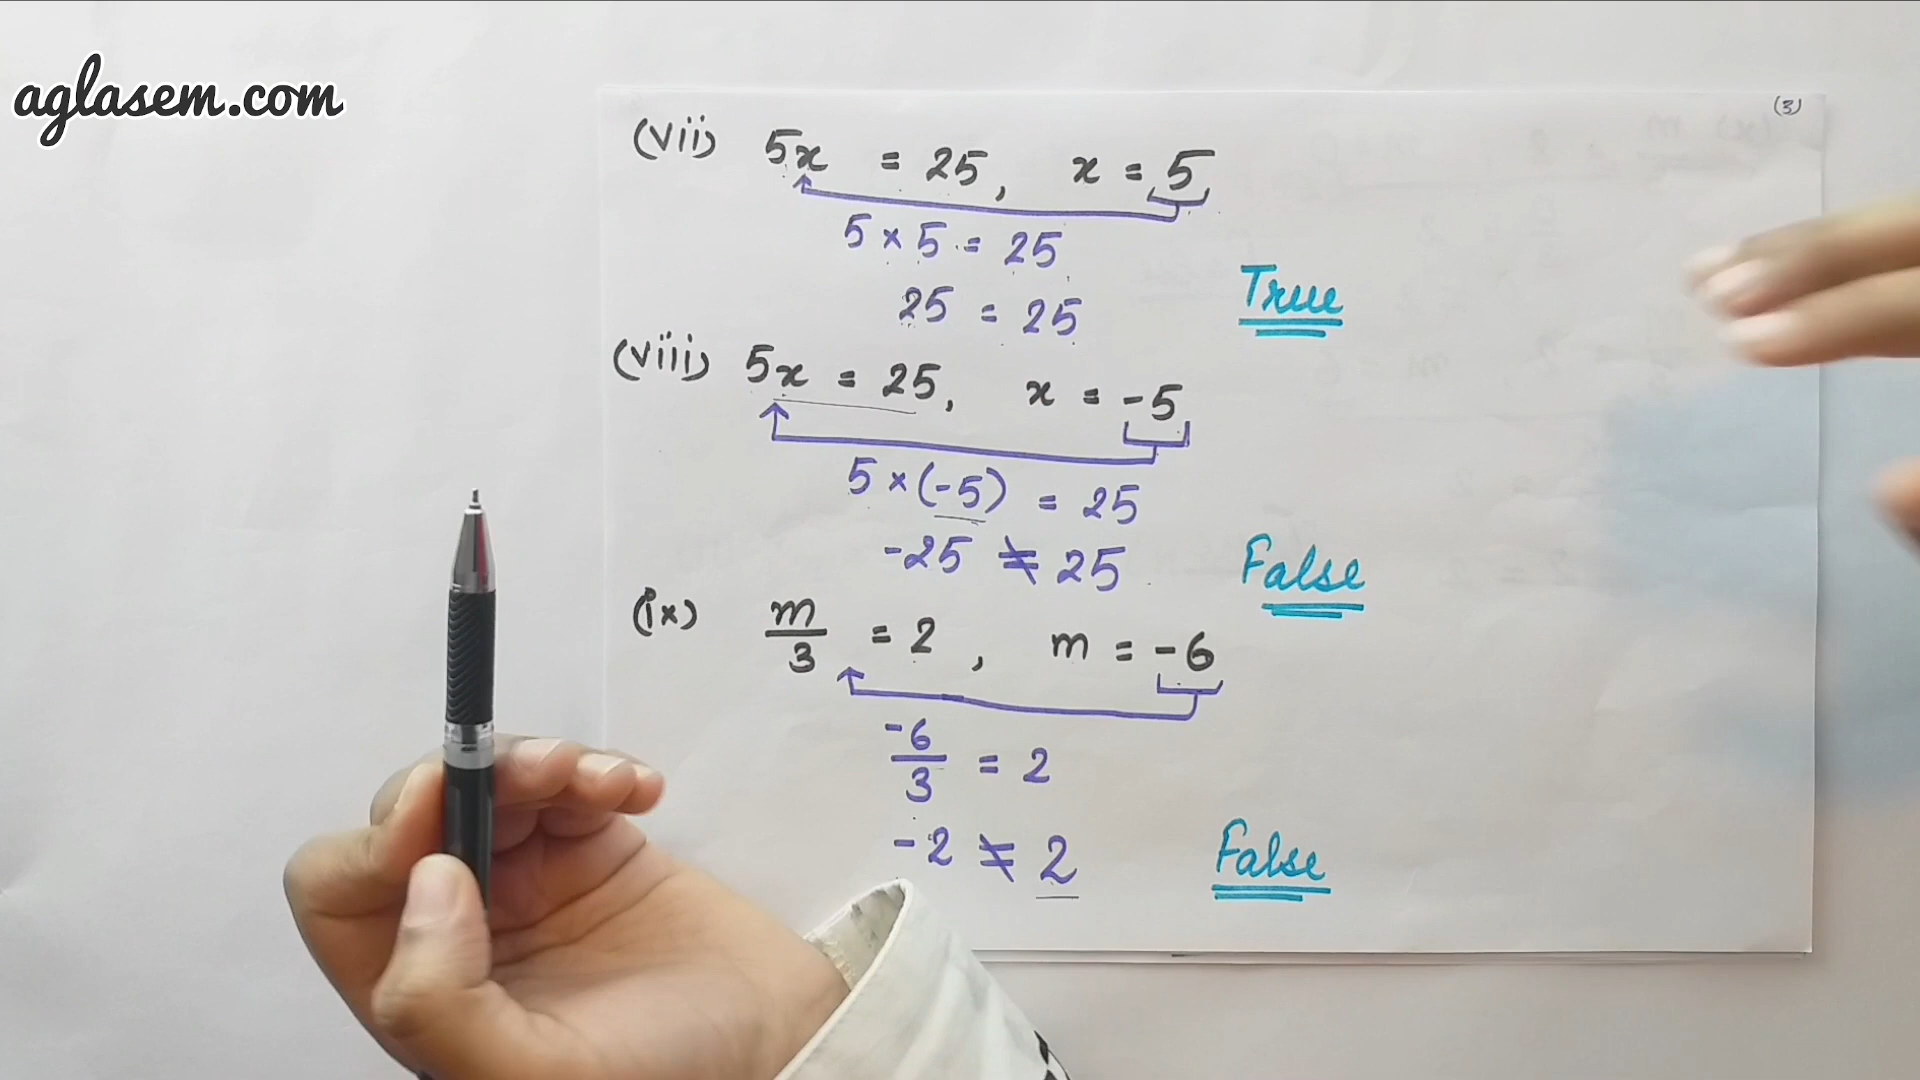 aglasem.com
(3)
(vii) 5x = 25, x = 5
5 × 5 = 25
25 = 25
True
(viii) 5x = 25, x = -5
5 × (-5) = 25
-25 ≠ 25
False
(ix) m/3 = 2, m = -6
-6/3 = 2
-2 ≠ 2
False